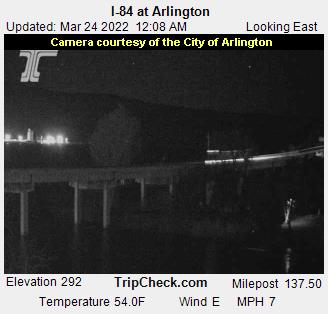 I-84 at Arlington
Updated: Mar 24 2022 12:08 AM Looking East
Camera courtesy of the City of Arlington
Elevation 292 TripCheck.com Milepost 137.50
Temperature 54.0F Wind E MPH 7